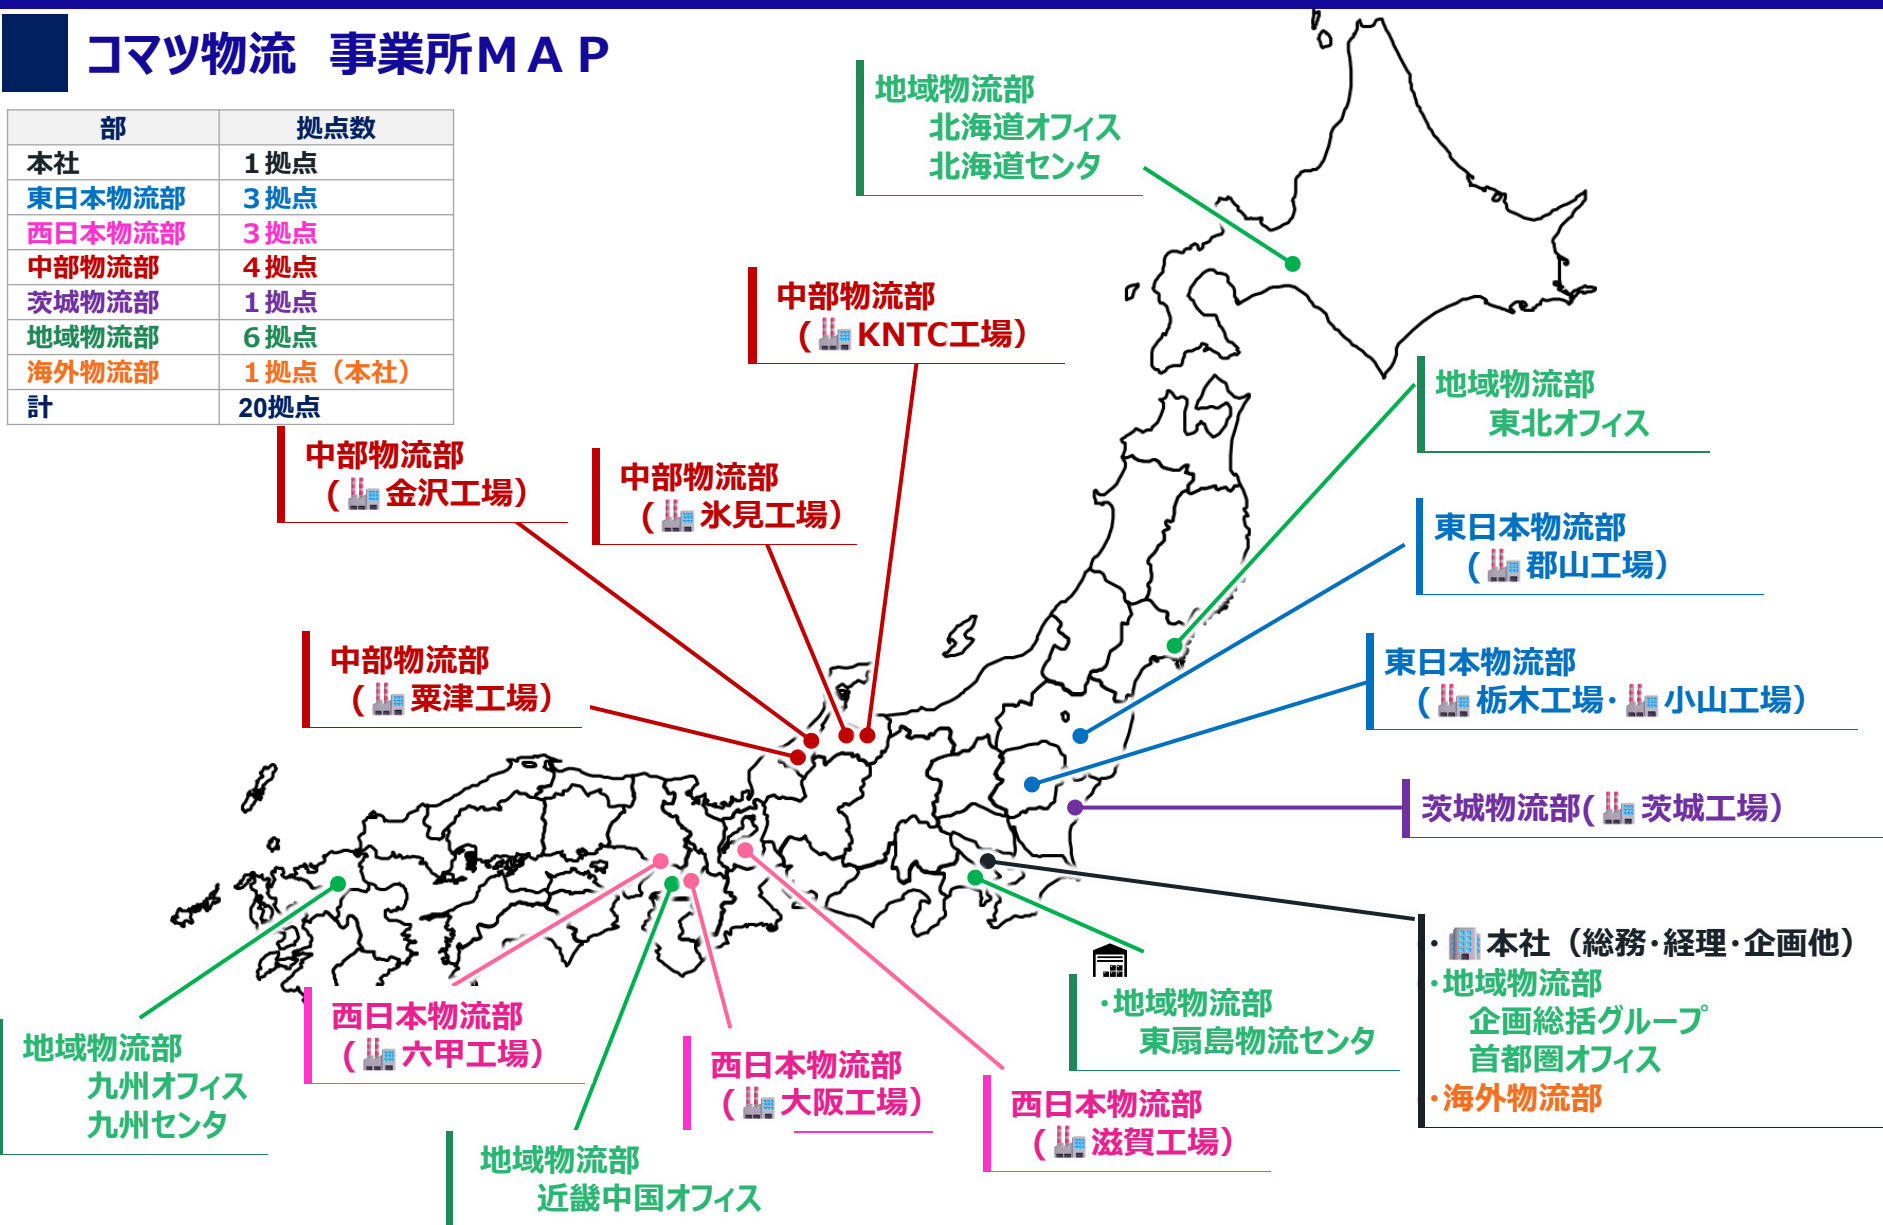 コマツ物流　事業所ＭＡＰ
部　拠点数
本社　１拠点
東日本物流部　３拠点
西日本物流部　３拠点
中部物流部　４拠点
茨城物流部　１拠点
地域物流部　６拠点
海外物流部　１拠点（本社）
計　20拠点
地域物流部
北海道オフィス
北海道センタ
中部物流部
(KNTC工場）
地域物流部
東北オフィス
中部物流部
(金沢工場）
中部物流部
(氷見工場）
東日本物流部
(郡山工場）
中部物流部
(粟津工場）
東日本物流部
(栃木工場･小山工場）
茨城物流部(茨城工場）
･本社（総務･経理･企画他）
･地域物流部
企画総括グループ
首都圏オフィス
･海外物流部
･地域物流部
東扇島物流センタ
西日本物流部
(六甲工場）
地域物流部
九州オフィス
九州センタ
西日本物流部
(大阪工場）
西日本物流部
(滋賀工場）
地域物流部
近畿中国オフィス